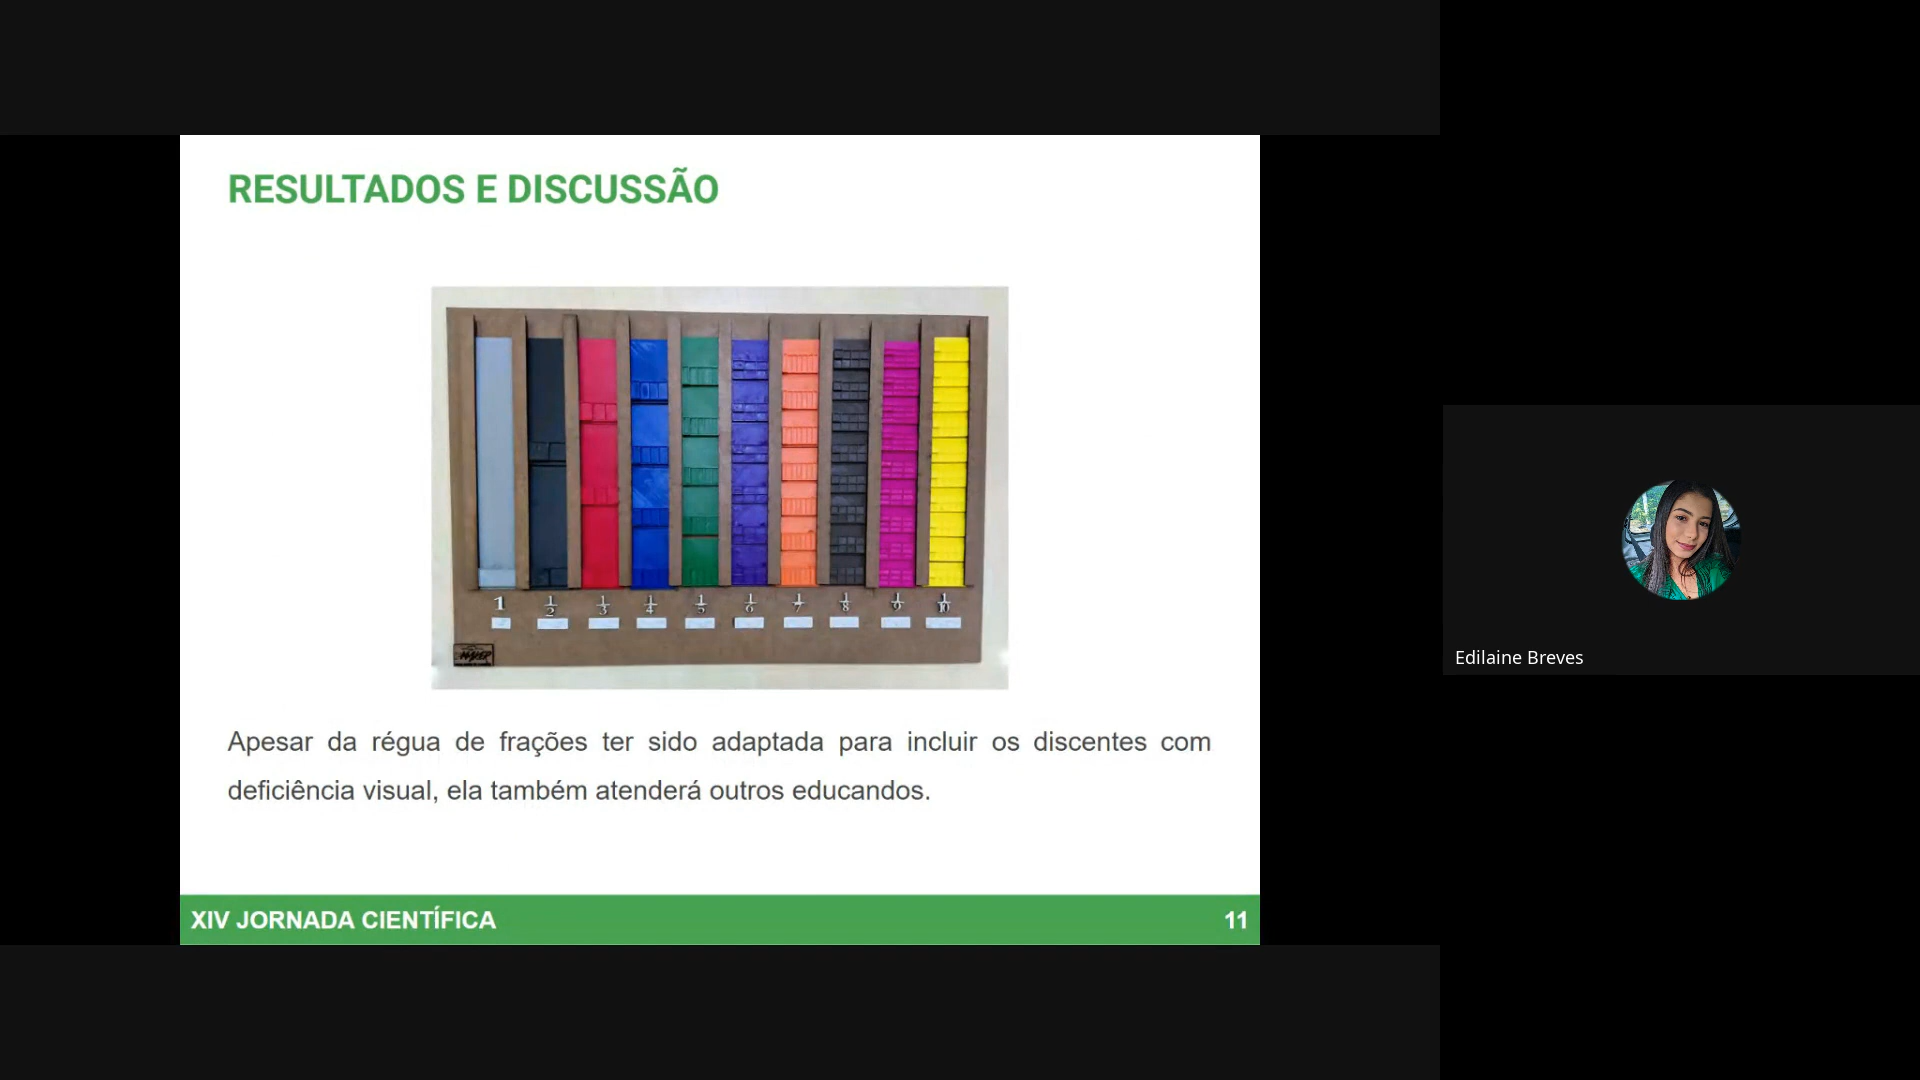 RESULTADOS E DISCUSSÃO
1 1/2 1/3 1/4 1/5 1/6 1/7 1/8 1/9 1/10
Apesar da régua de frações ter sido adaptada para incluir os discentes com
deficiência visual, ela também atenderá outros educandos.
XIV JORNADA CIENTÍFICA
11
Edilaine Breves